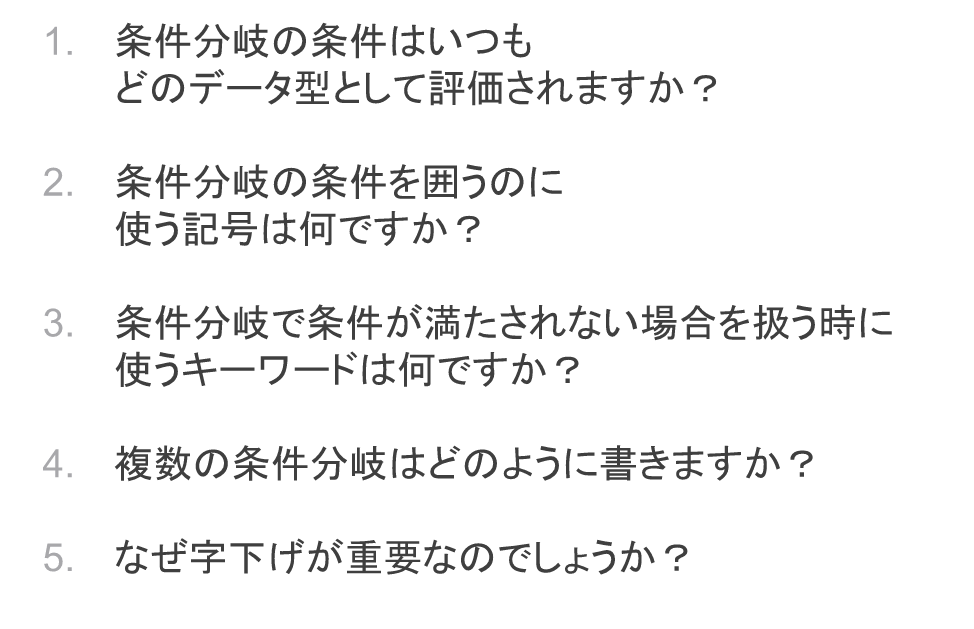 1. 条件分岐の条件はいつも
どのデータ型として評価されますか？
2. 条件分岐の条件を囲うのに
使う記号は何ですか？
3. 条件分岐で条件が満たされない場合を扱う時に
使うキーワードは何ですか？
4. 複数の条件分岐はどのように書きますか？
5. なぜ字下げが重要なのでしょうか？